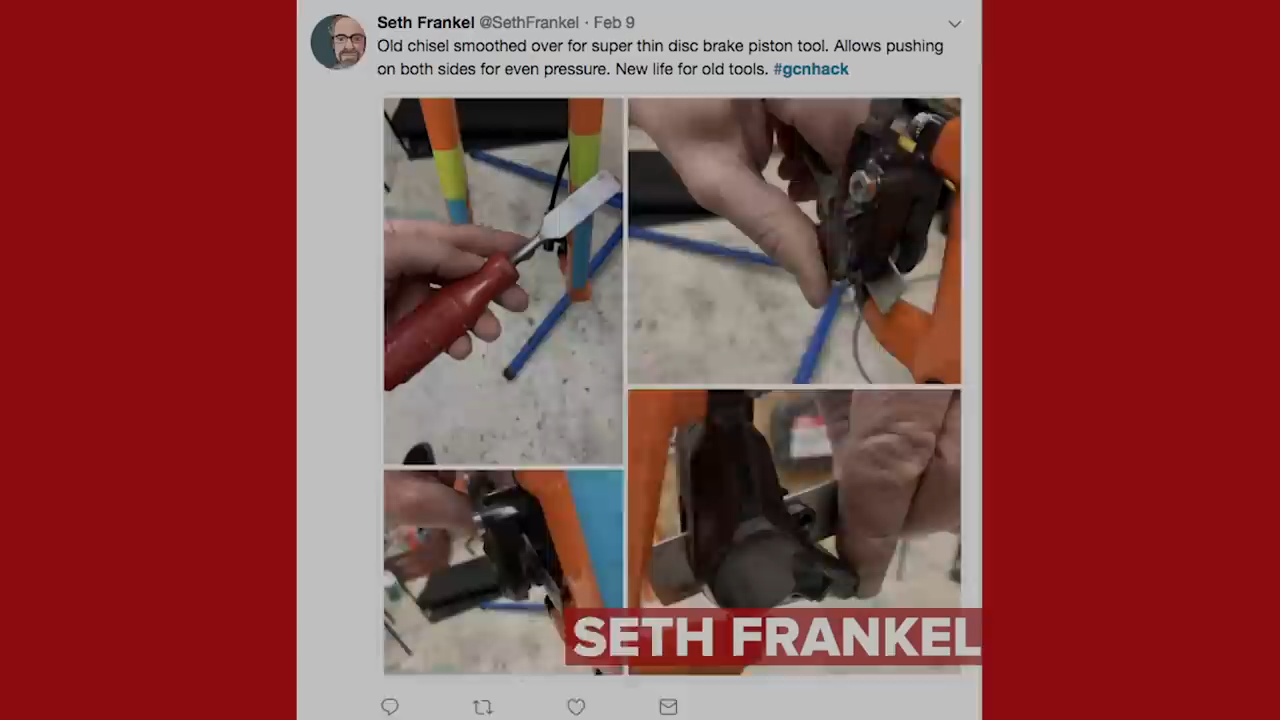 Seth Frankel @SethFrankel · Feb 9
Old chisel smoothed over for super thin disc brake piston tool. Allows pushing
on both sides for even pressure. New life for old tools. #gcnhack
SETH FRANKEL